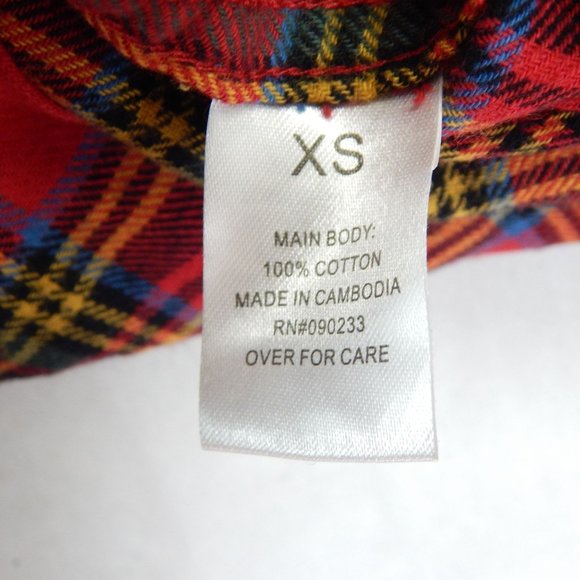 XS
MAIN BODY:
100% COTTON
MADE IN CAMBODIA
RN#090233
OVER FOR CARE